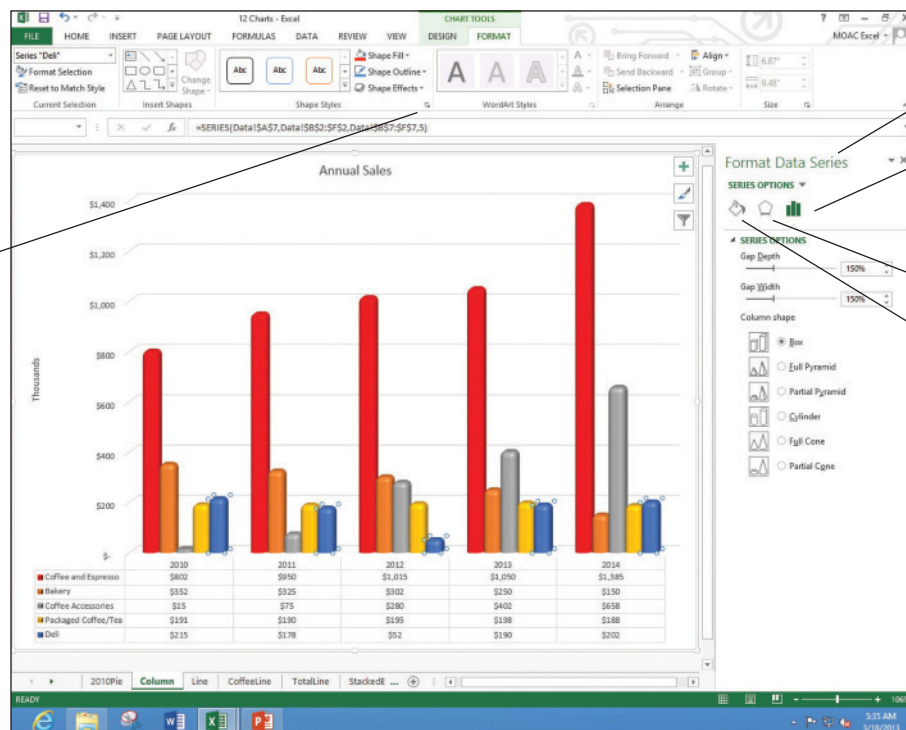 12 Charts - Excel
CHART TOOLS
FILE HOME INSERT PAGE LAYOUT FORMULAS DATA REVIEW VIEW DESIGN FORMAT
MOAC Excel
Series "Deli"
Format Selection
Reset to Match Style
Current Selection
Change Shape
Insert Shapes
Abc Abc Abc
Shape Fill
Shape Outline
Shape Effects
Shape Styles
A A A
WordArt Styles
Bring Forward
Send Backward
Selection Pane
Align
Group
Rotate
Arrange
6.87"
9.48"
Size
fx =SERIES(Data!$A$7,Data!$B$2:$F$2,Data!$B$7:$F$7,5)
Annual Sales
$1,400
$1,200
$1,000
$800
$600
$400
$200
$-
Thousands
2010 2011 2012 2013 2014
Coffee and Espresso $802 $950 $1,015 $1,050 $1,385
Bakery $352 $325 $302 $250 $150
Coffee Accessories $15 $75 $280 $402 $658
Packaged Coffee/Tea $191 $190 $195 $198 $188
Deli $215 $178 $52 $190 $202
Format Data Series
SERIES OPTIONS
SERIES OPTIONS
Gap Depth
150%
Gap Width
150%
Column shape
Box
Full Pyramid
Partial Pyramid
Cylinder
Full Cone
Partial Cone
2010Pie Column Line CoffeeLine TotalLine StackedE ...
READY
5:35 AM
3/18/2013